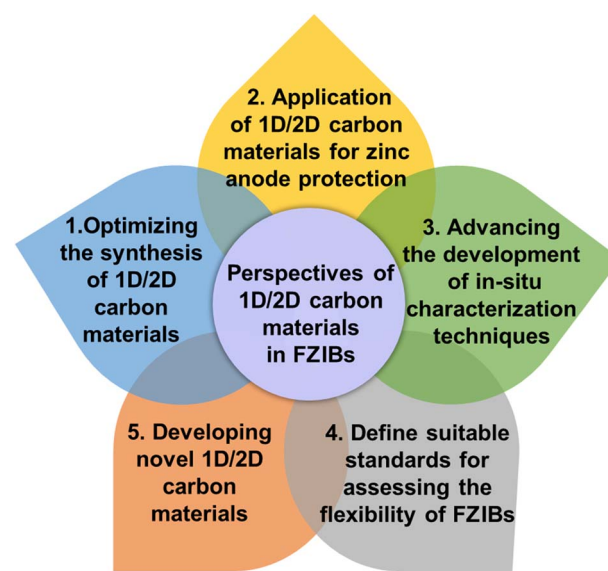 2. Application
of 1D/2D carbon
materials for zinc
anode protection
1.Optimizing
the synthesis
of 1D/2D
carbon
materials
3. Advancing
the development
of in-situ
characterization
techniques
Perspectives of
1D/2D carbon
materials
in FZIBs
5. Developing
novel 1D/2D
carbon
materials
4. Define suitable
standards for
assessing the
flexibility of FZIBs